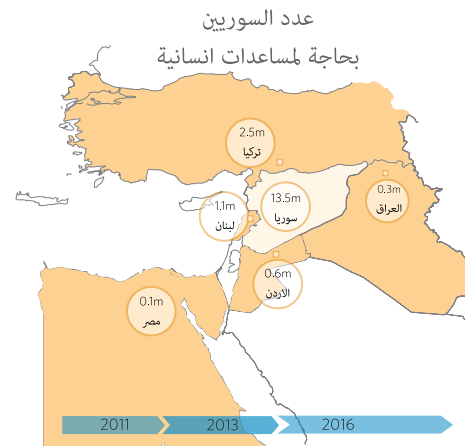 عدد السوريين
بحاجة لمساعدات انسانية
2.5m
تركيا
1.1m
لبنان
13.5m
سوريا
0.3m
العراق
0.6m
الاردن
0.1m
مصر
2011
2013
2016